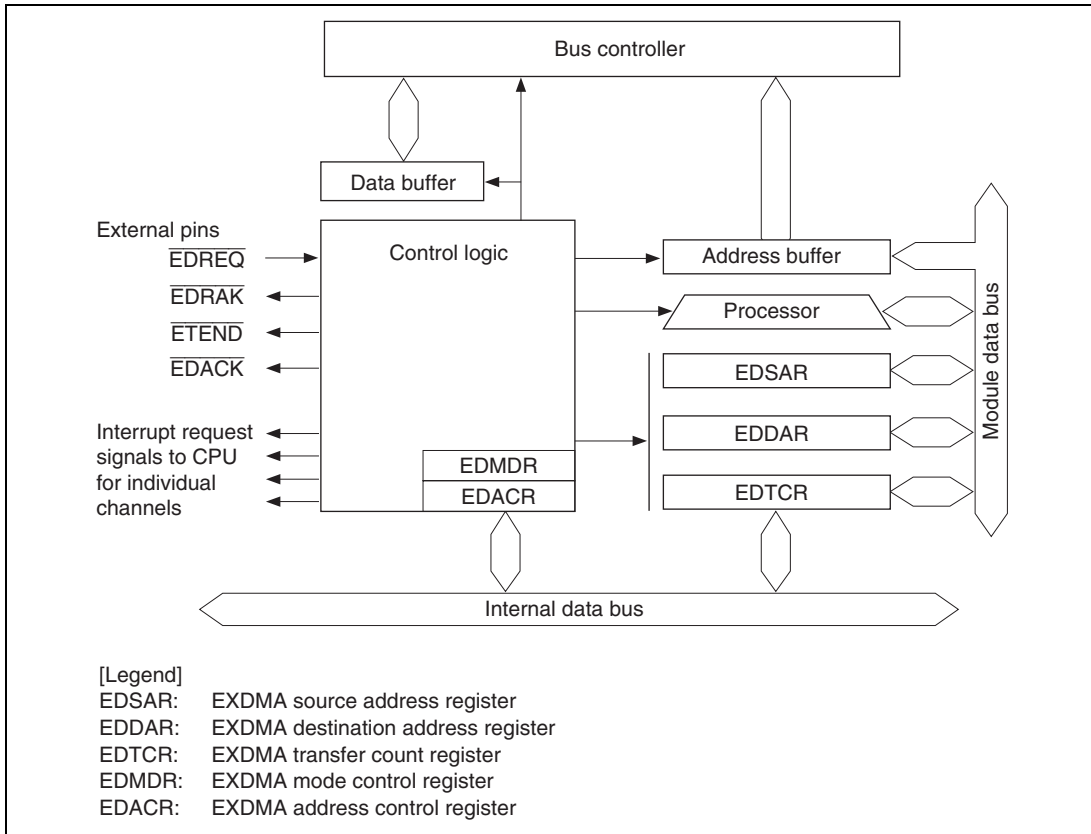 Bus controller
Data buffer
External pins
EDREQ
EDRAK
ETEND
EDACK
Interrupt request
signals to CPU
for individual
channels
Control logic
EDMDR
EDACR
Address buffer
Processor
EDSAR
EDDAR
EDTCR
Module data bus
Internal data bus
[Legend]
EDSAR: EXDMA source address register
EDDAR: EXDMA destination address register
EDTCR: EXDMA transfer count register
EDMDR: EXDMA mode control register
EDACR: EXDMA address control register